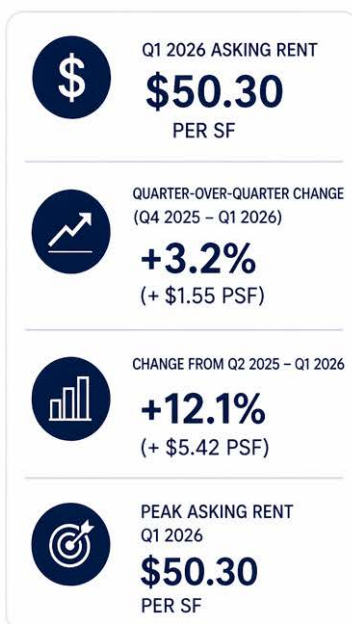 $
Q1 2026 ASKING RENT
$50.30
PER SF
QUARTER-OVER-QUARTER CHANGE
(Q4 2025 – Q1 2026)
+3.2%
(+ $1.55 PSF)
CHANGE FROM Q2 2025 – Q1 2026
+12.1%
(+ $5.42 PSF)
PEAK ASKING RENT
Q1 2026
$50.30
PER SF